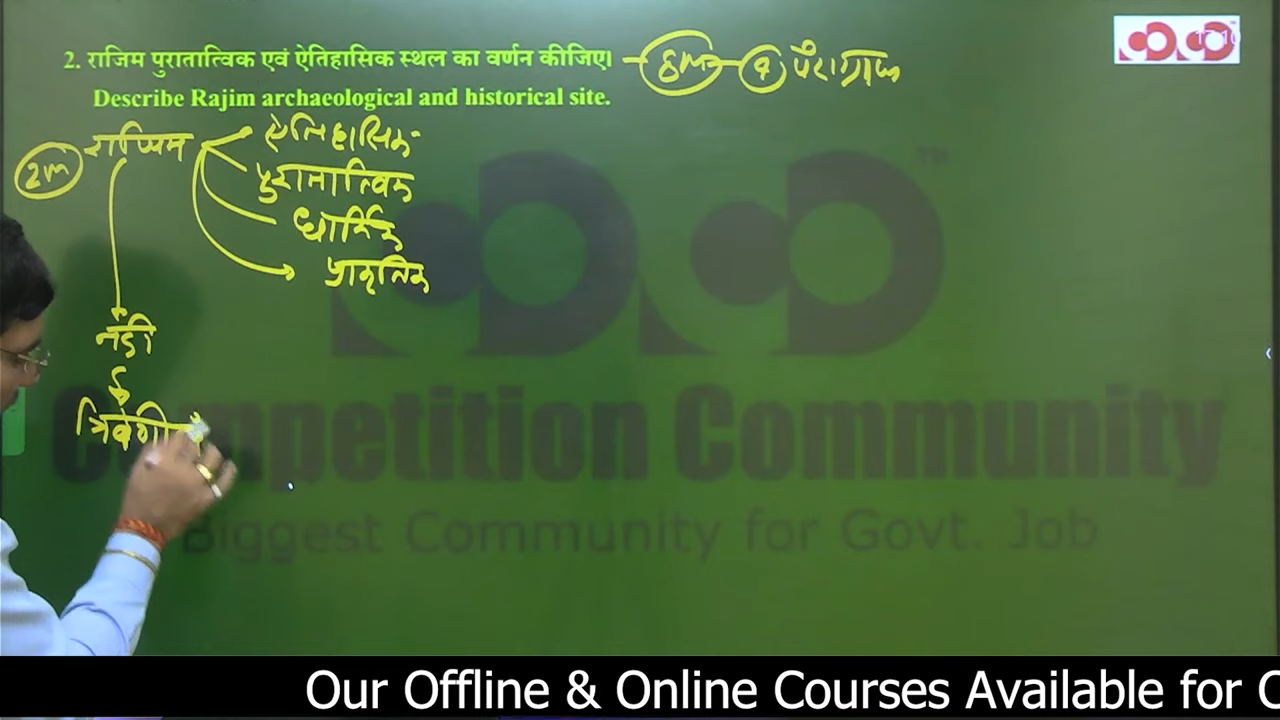 2. राजिम पुरातात्विक एवं ऐतिहासिक स्थल का वर्णन कीजिए। 8m 4 पैराग्राफ
Describe Rajim archaeological and historical site.
2m राजिम
ऐतिहासिक
पुरातात्विक
धार्मिक
प्राकृतिक
नदी
त्रिवेणी
Competition Community
Biggest Community for Govt. Job
Our Offline & Online Courses Available for C